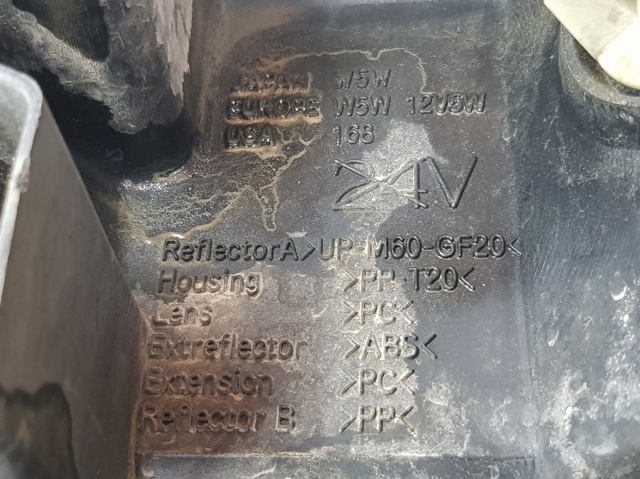 JAPAN W5W
EUROPE W5W 12V5W
USA 168
24V
ReflectorA >UP-M60-GF20<
Housing >PP-T20<
Lens >PC<
Extreflector >ABS<
Extension >PC<
Reflector B >PP<